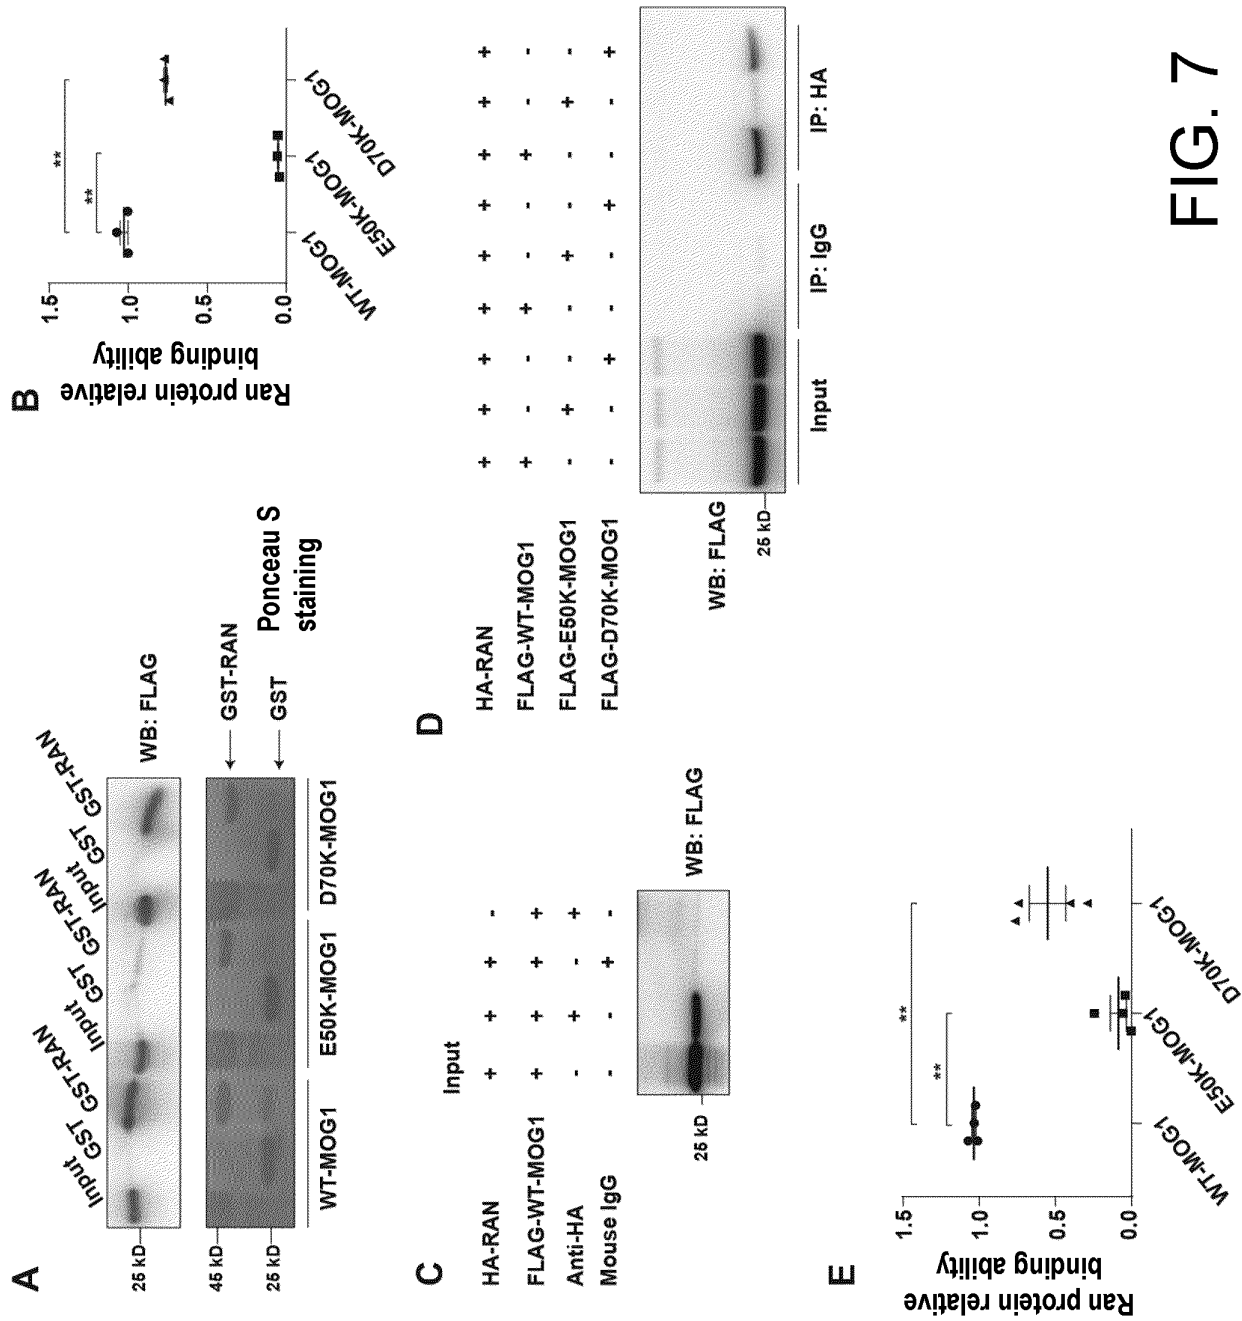 A
Input
GST
GST-RAN
Input
GST
GST-RAN
Input
GST
GST-RAN
25 kD
WB: FLAG
45 kD
GST-RAN
25 kD
GST
Ponceau S
staining
WT-MOG1
E50K-MOG1
D70K-MOG1
B
Ran protein relative
binding ability
1.5
1.0
0.5
0.0
**
**
WT-MOG1
E50K-MOG1
D70K-MOG1
C
Input
HA-RAN + + + -
FLAG-WT-MOG1 + + + +
Anti-HA - + - +
Mouse IgG - - + -
25 kD
WB: FLAG
D
HA-RAN + + + + + + + + +
FLAG-WT-MOG1 + - - + - - + - -
FLAG-E50K-MOG1 - + - - + - - + -
FLAG-D70K-MOG1 - - + - - + - - +
WB: FLAG
25 kD
Input
IP: IgG
IP: HA
E
Ran protein relative
binding ability
1.5
1.0
0.5
0.0
**
**
WT-MOG1
E50K-MOG1
D70K-MOG1
FIG. 7